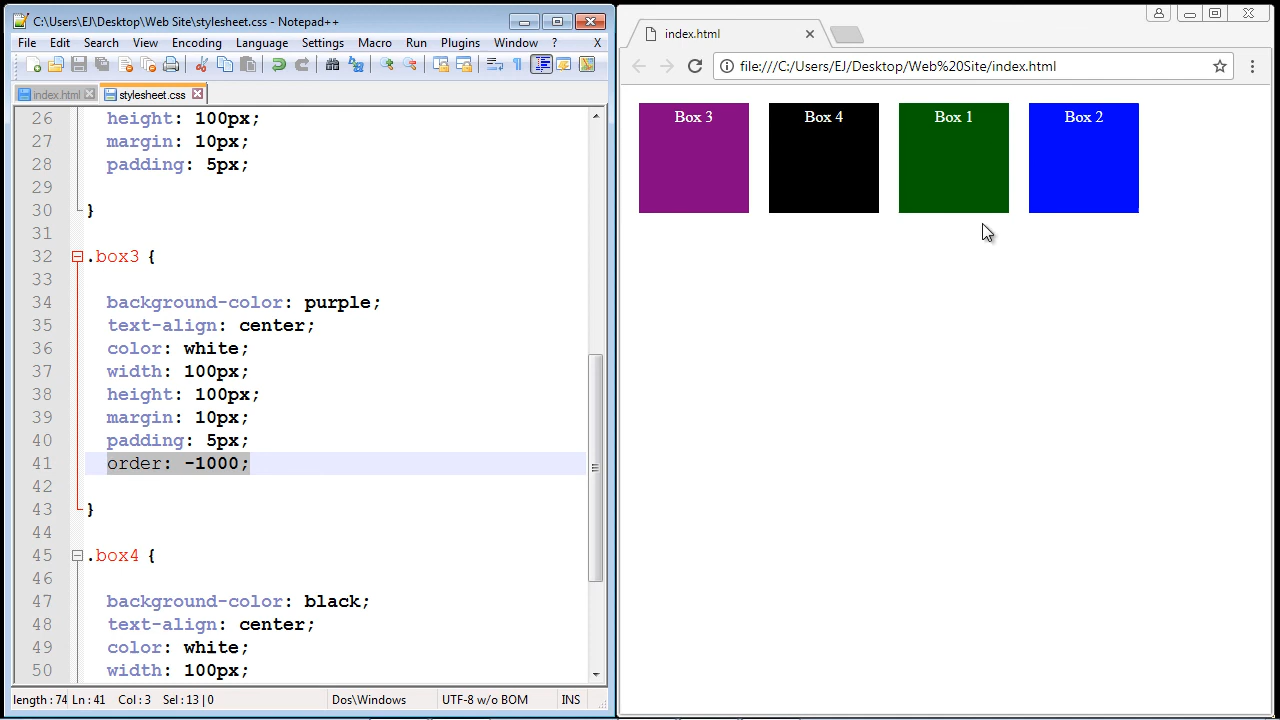 C:\Users\EJ\Desktop\Web Site\stylesheet.css - Notepad++
File Edit Search View Encoding Language Settings Macro Run Plugins Window ? X
index.html stylesheet.css
26 height: 100px;
27 margin: 10px;
28 padding: 5px;
29
30 }
31
32 .box3 {
33
34 background-color: purple;
35 text-align: center;
36 color: white;
37 width: 100px;
38 height: 100px;
39 margin: 10px;
40 padding: 5px;
41 order: -1000;
42
43 }
44
45 .box4 {
46
47 background-color: black;
48 text-align: center;
49 color: white;
50 width: 100px;
length : 74 Ln : 41 Col : 3 Sel : 13 | 0 Dos\Windows UTF-8 w/o BOM INS
index.html
file:///C:/Users/EJ/Desktop/Web%20Site/index.html
Box 3 Box 4 Box 1 Box 2